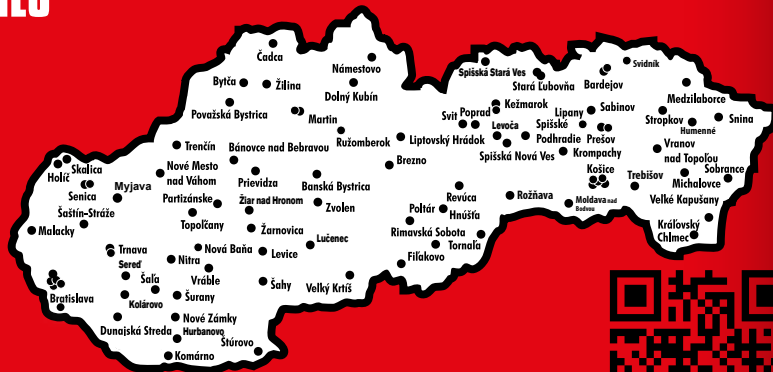 Čadca
Námestovo
Bytča
Žilina
Dolný Kubín
Považská Bystrica
Martin
Ružomberok
Trenčín
Bánovce nad Bebravou
Liptovský Hrádok
Brezno
Svit
Poprad
Spišská Stará Ves
Stará Ľubovňa
Kežmarok
Levoča
Spišské
Podhradie
Spišská Nová Ves
Lipany
Sabinov
Prešov
Krompachy
Košice
Bardejov
Svidník
Medzilaborce
Stropkov
Humenné
Snina
Vranov
nad Topoľou
Sobrance
Trebišov
Michalovce
Velké Kapušany
Kráľovský
Chlmec
Moldava nad
Bodvou
Rožňava
Holíč
Skalica
Senica
Šaštín-Stráže
Malacky
Myjava
Nové Mesto
nad Váhom
Partizánske
Topoľčany
Prievidza
Žiar nad Hronom
Banská Bystrica
Zvolen
Žarnovica
Nová Baňa
Levice
Lučenec
Šahy
Velký Krtíš
Revúca
Poltár
Hnúšťa
Rimavská Sobota
Tornaľa
Fiľakovo
Trnava
Sereď
Šaľa
Nitra
Vráble
Šurany
Kolárovo
Bratislava
Dunajská Streda
Nové Zámky
Hurbanovo
Komárno
Štúrovo